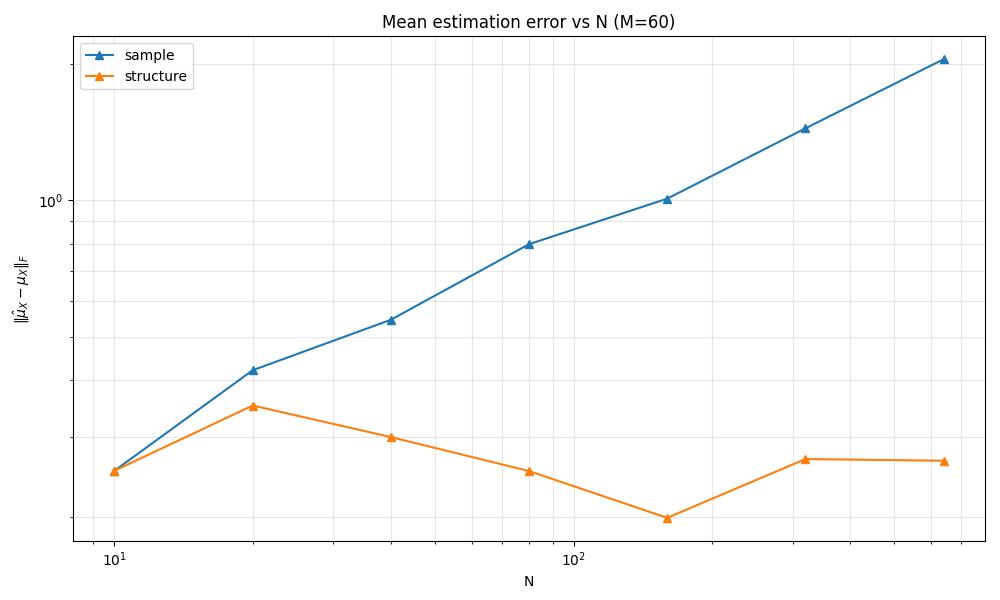 Mean estimation error vs N (M=60)
sample
structure
10⁰
‖μ̂_X − μ_X‖_F
10¹
10²
N